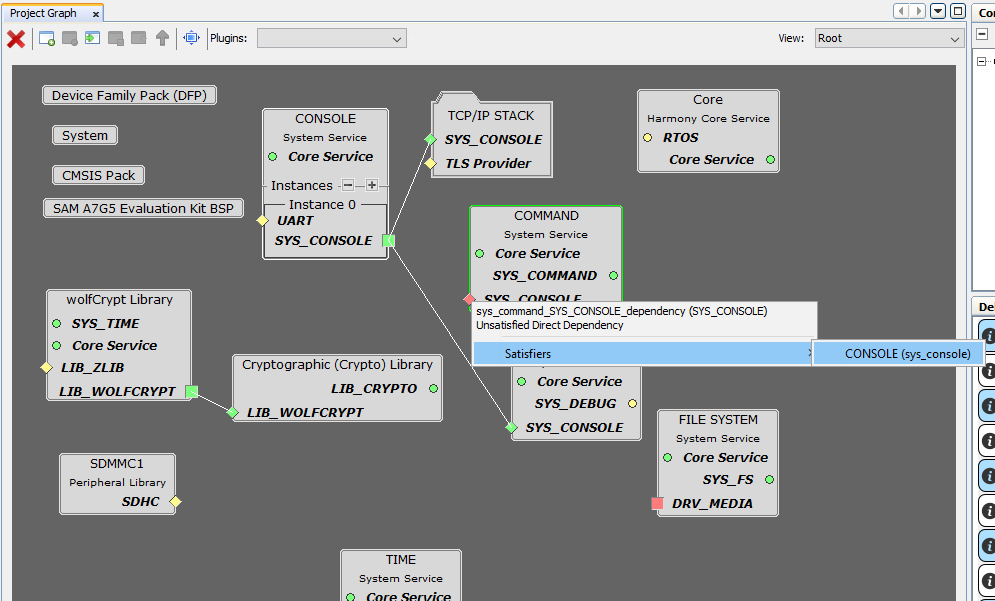 Project Graph
Con
Plugins:
View:
Root
Device Family Pack (DFP)
System
CMSIS Pack
SAM A7G5 Evaluation Kit BSP
CONSOLE
System Service
Core Service
Instances
Instance 0
UART
SYS_CONSOLE
TCP/IP STACK
SYS_CONSOLE
TLS Provider
Core
Harmony Core Service
RTOS
Core Service
COMMAND
System Service
Core Service
SYS_COMMAND
SYS_CONSOLE
sys_command_SYS_CONSOLE_dependency (SYS_CONSOLE)
Unsatisfied Direct Dependency
Satisfiers
CONSOLE (sys_console)
Del
wolfCrypt Library
SYS_TIME
Core Service
LIB_ZLIB
LIB_WOLFCRYPT
Cryptographic (Crypto) Library
LIB_CRYPTO
LIB_WOLFCRYPT
Core Service
SYS_DEBUG
SYS_CONSOLE
FILE SYSTEM
System Service
Core Service
SYS_FS
DRV_MEDIA
SDMMC1
Peripheral Library
SDHC
TIME
System Service
Core Service